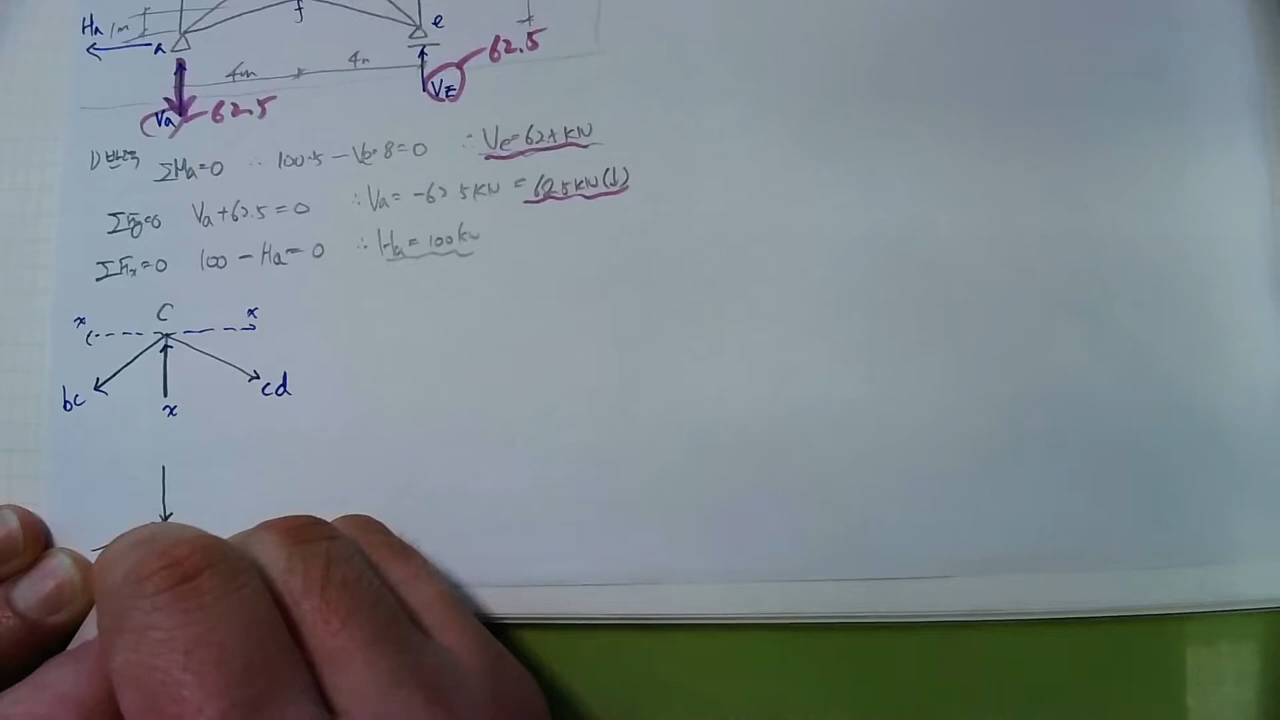 Ha 1m
a
f
e
62.5
4m 4m
Va 62.5
VE
1) 반력 ΣMa=0 ∴ 100·5 - Ve·8=0 ∴ Ve=62.5kN
ΣFy=0 Va+62.5=0 ∴ Va= -62.5kN = 62.5kN(↓)
ΣFx=0 100-Ha=0 ∴ Ha=100kN
C
x x
bc cd
x